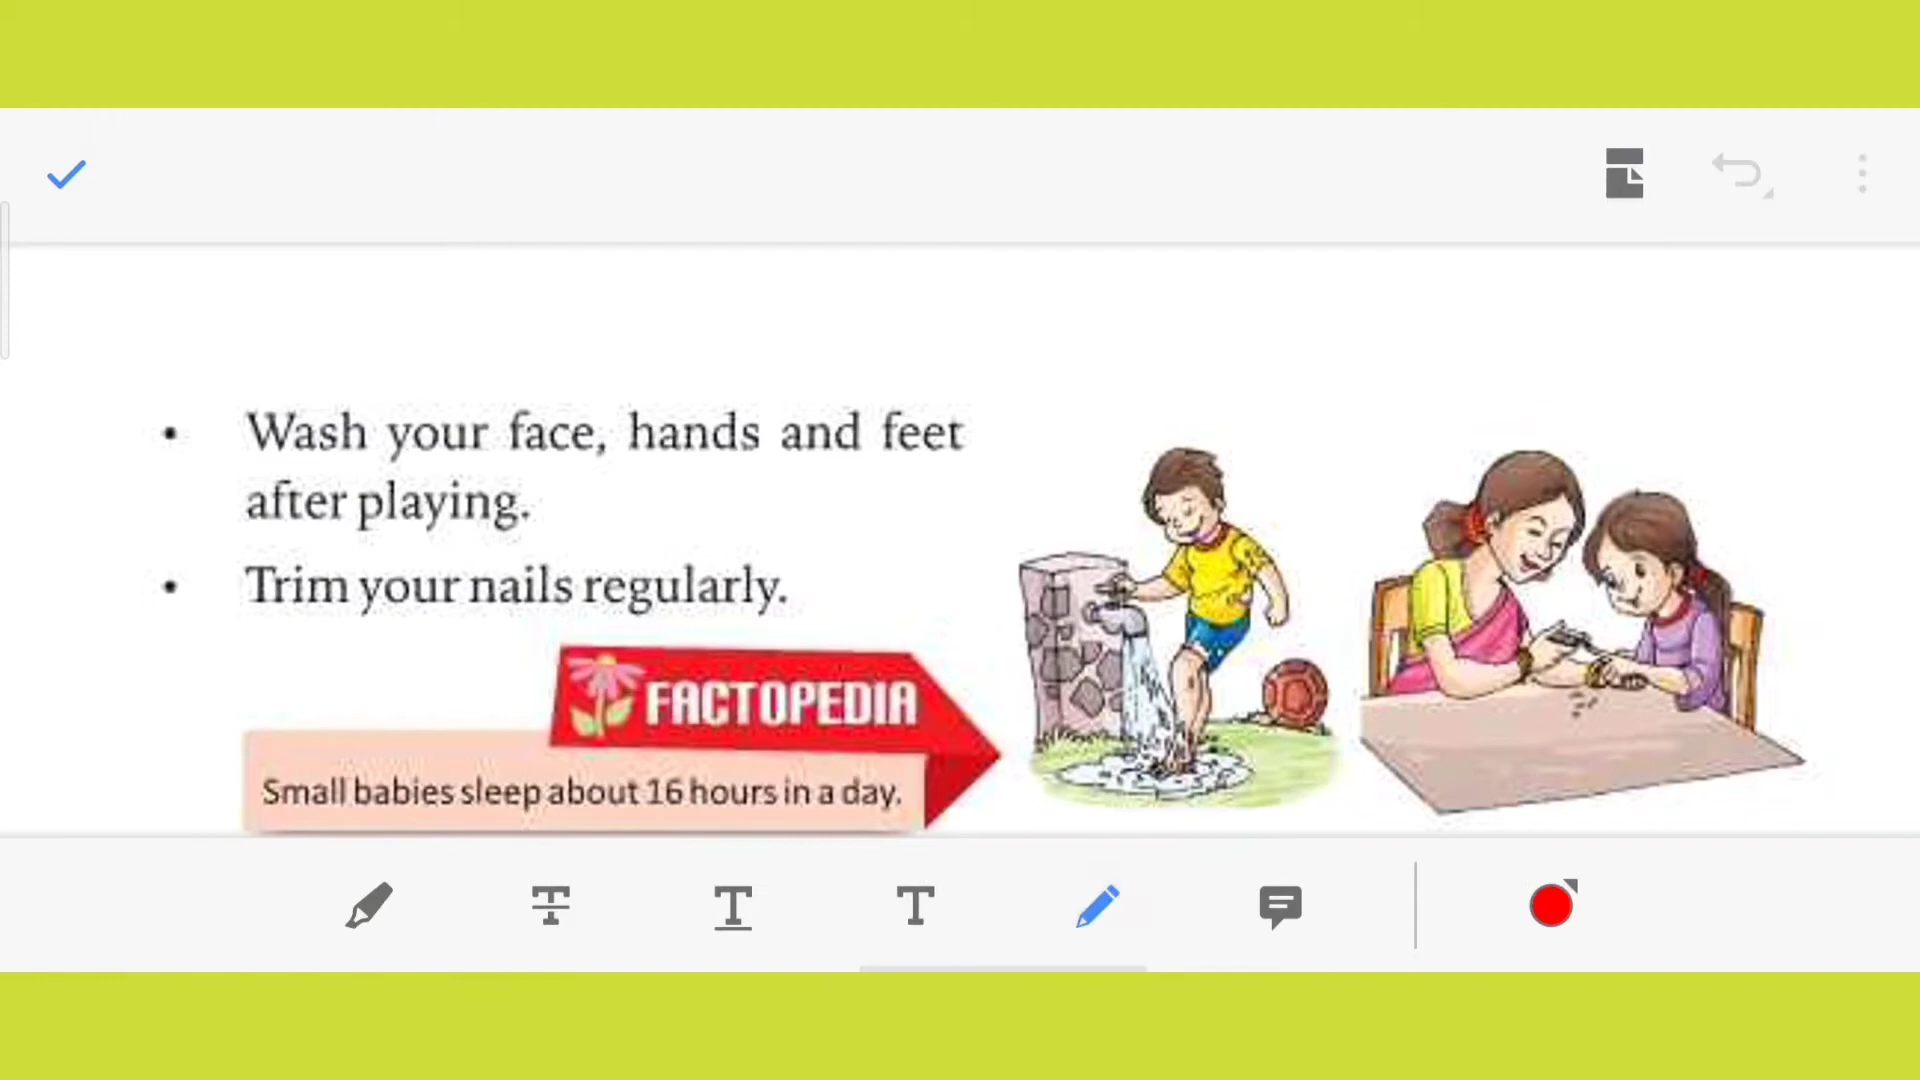 • Wash your face, hands and feet
after playing.
• Trim your nails regularly.
FACTOPEDIA
Small babies sleep about 16 hours in a day.